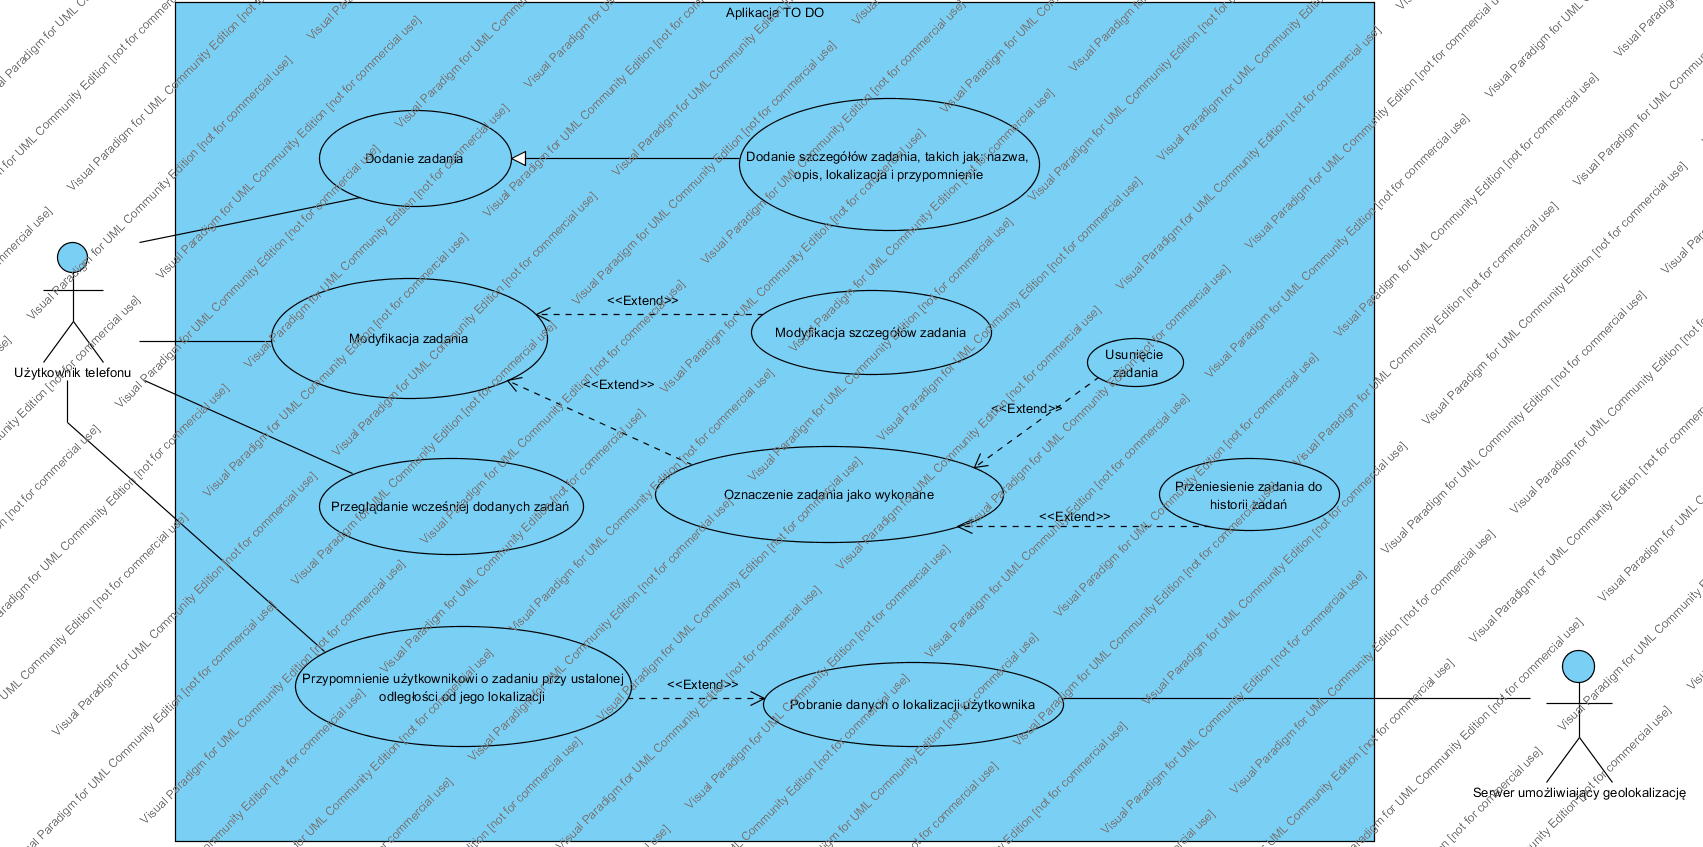 Aplikacja TO DO
Dodanie zadania
Dodanie szczegółów zadania, takich jak: nazwa,
opis, lokalizacja i przypomnienie
Użytkownik telefonu
Modyfikacja zadania
<<Extend>>
Modyfikacja szczegółów zadania
<<Extend>>
Usunięcie
zadania
<<Extend>>
Przeglądanie wcześniej dodanych zadań
Oznaczenie zadania jako wykonane
<<Extend>>
Przeniesienie zadania do
historii zadań
Przypomnienie użytkownikowi o zadaniu przy ustalonej
odległości od jego lokalizacji
<<Extend>>
Pobranie danych o lokalizacji użytkownika
Serwer umożliwiający geolokalizację
Visual Paradigm for UML Community Edition [not for commercial use]